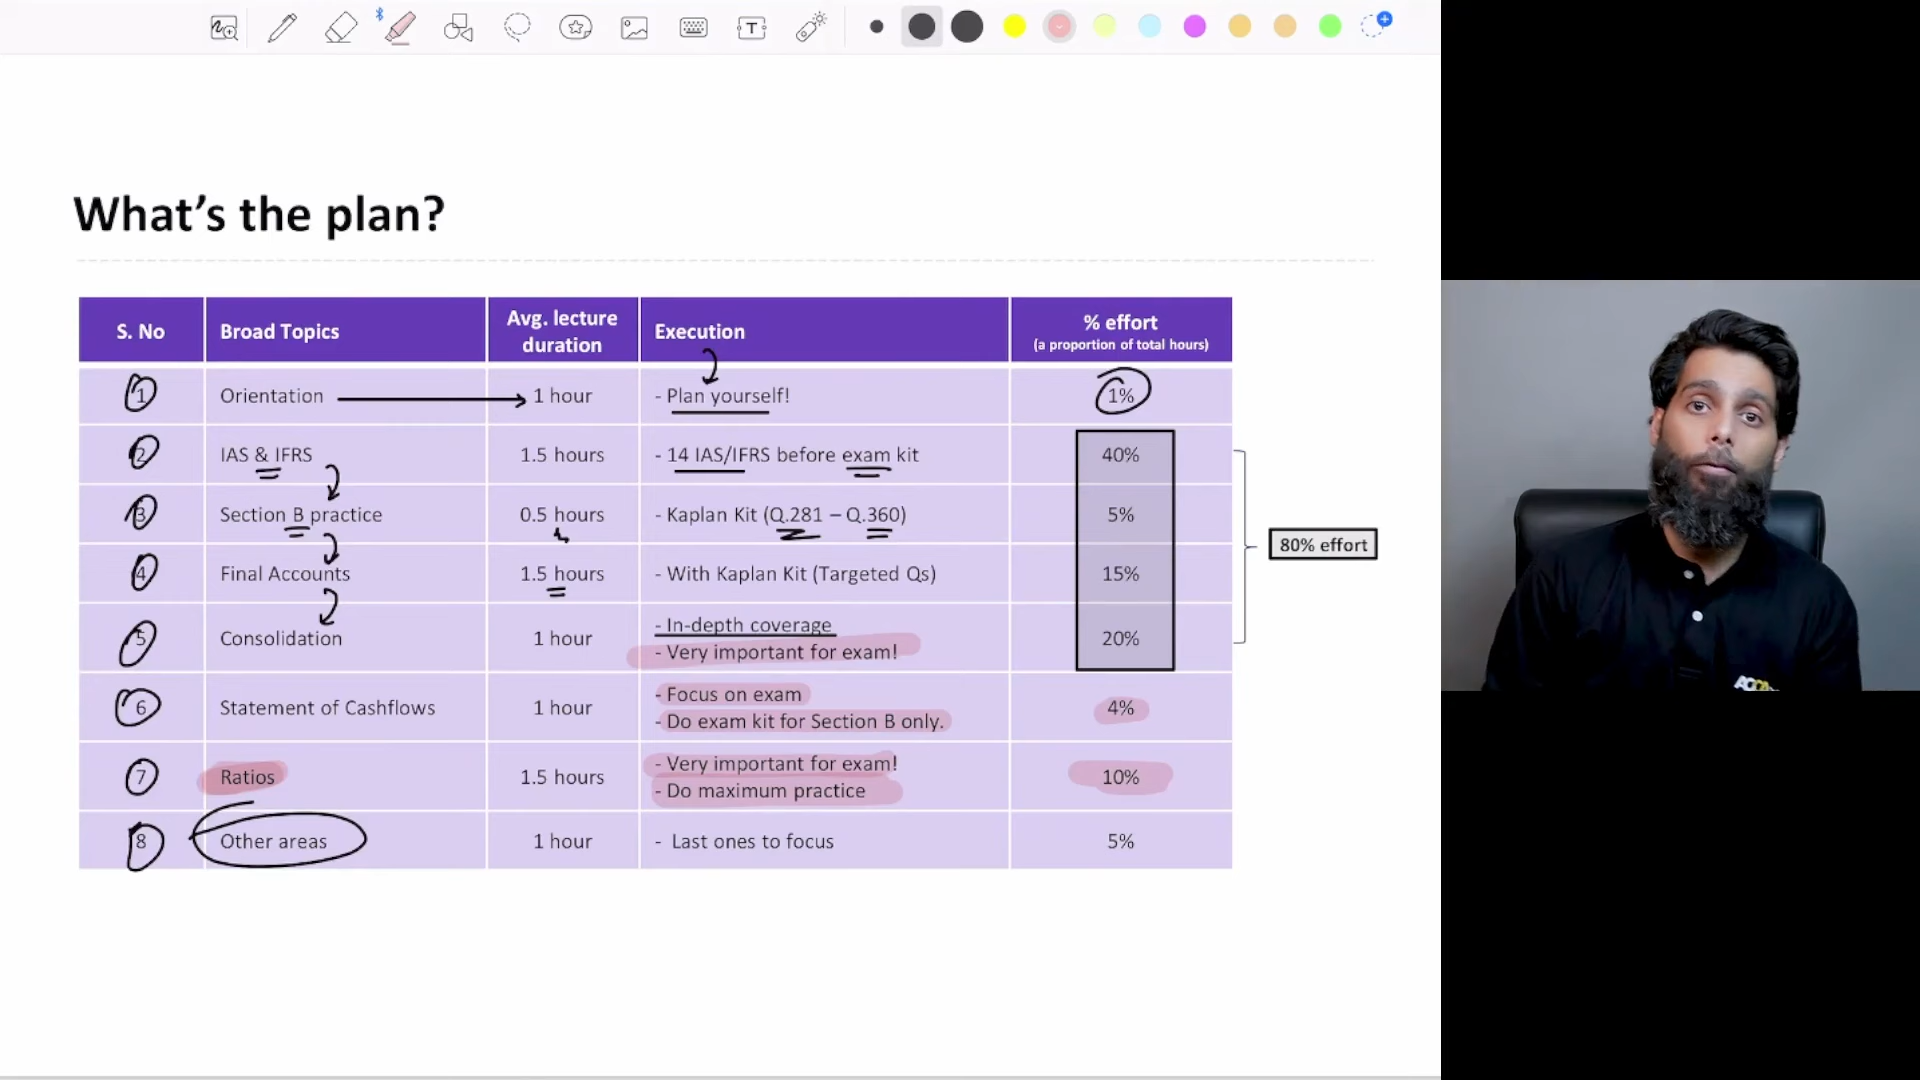 What's the plan?
S. No
Broad Topics
Avg. lecture
duration
Execution
% effort
(a proportion of total hours)
1
Orientation
1 hour
- Plan yourself!
1%
2
IAS & IFRS
1.5 hours
- 14 IAS/IFRS before exam kit
40%
3
Section B practice
0.5 hours
- Kaplan Kit (Q.281 – Q.360)
5%
4
Final Accounts
1.5 hours
- With Kaplan Kit (Targeted Qs)
15%
5
Consolidation
1 hour
- In-depth coverage
- Very important for exam!
20%
80% effort
6
Statement of Cashflows
1 hour
- Focus on exam
- Do exam kit for Section B only.
4%
7
Ratios
1.5 hours
- Very important for exam!
- Do maximum practice
10%
8
Other areas
1 hour
- Last ones to focus
5%